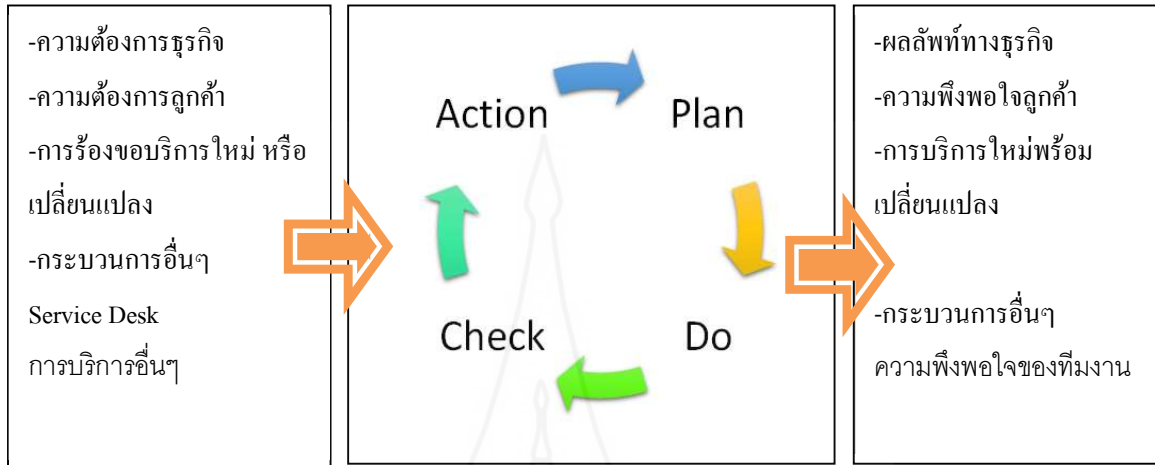 -ความต้องการธุรกิจ
-ความต้องการลูกค้า
-การร้องขอบริการใหม่ หรือ
เปลี่ยนแปลง
-กระบวนการอื่นๆ
Service Desk
การบริการอื่นๆ
Action
Plan
Check
Do
-ผลลัพท์ทางธุรกิจ
-ความพึงพอใจลูกค้า
-การบริการใหม่พร้อม
เปลี่ยนแปลง
-กระบวนการอื่นๆ
ความพึงพอใจของทีมงาน